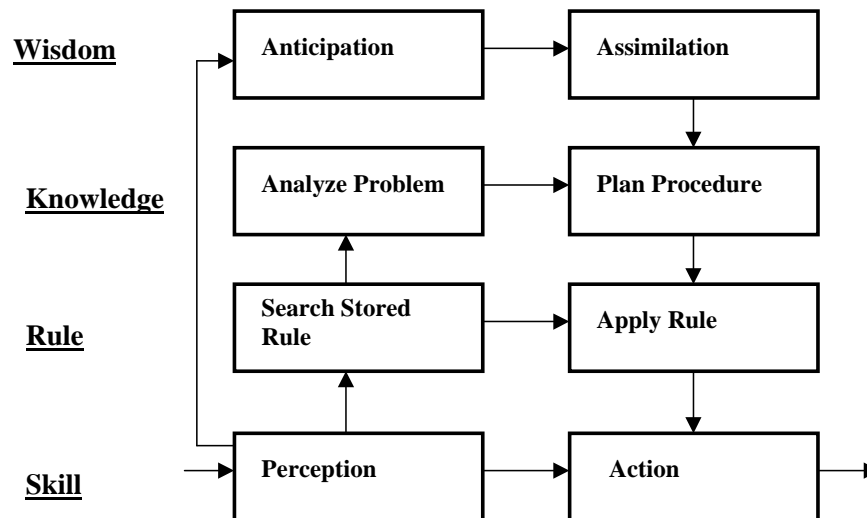 Wisdom
Anticipation
Assimilation
Knowledge
Analyze Problem
Plan Procedure
Rule
Search Stored
Rule
Apply Rule
Skill
Perception
Action